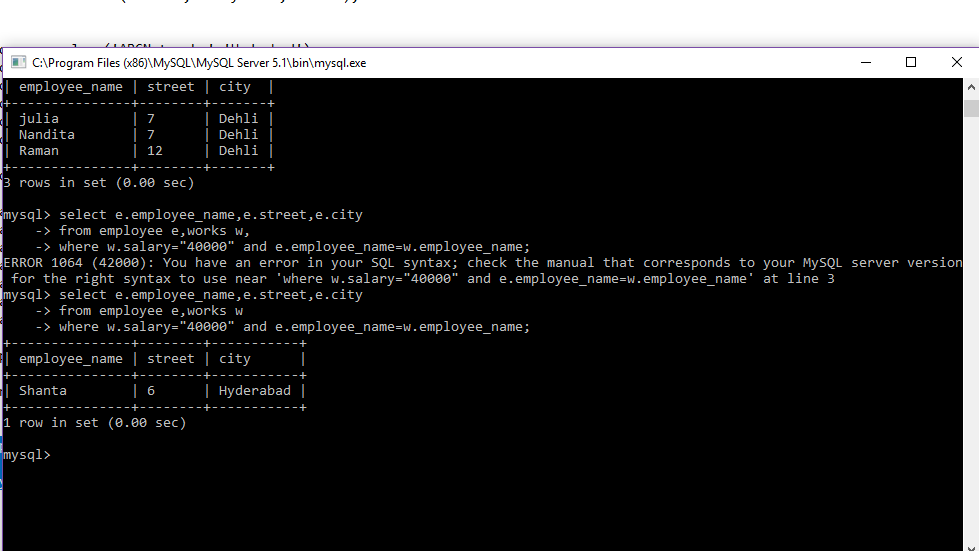 C:\Program Files (x86)\MySQL\MySQL Server 5.1\bin\mysql.exe
| employee_name | street | city  |
+---------------+--------+-------+
| julia         | 7      | Dehli |
| Nandita       | 7      | Dehli |
| Raman         | 12     | Dehli |
+---------------+--------+-------+
3 rows in set (0.00 sec)
mysql> select e.employee_name,e.street,e.city
    -> from employee e,works w,
    -> where w.salary="40000" and e.employee_name=w.employee_name;
ERROR 1064 (42000): You have an error in your SQL syntax; check the manual that corresponds to your MySQL server version
 for the right syntax to use near 'where w.salary="40000" and e.employee_name=w.employee_name' at line 3
mysql> select e.employee_name,e.street,e.city
    -> from employee e,works w
    -> where w.salary="40000" and e.employee_name=w.employee_name;
+---------------+--------+-----------+
| employee_name | street | city      |
+---------------+--------+-----------+
| Shanta        | 6      | Hyderabad |
+---------------+--------+-----------+
1 row in set (0.00 sec)
mysql>